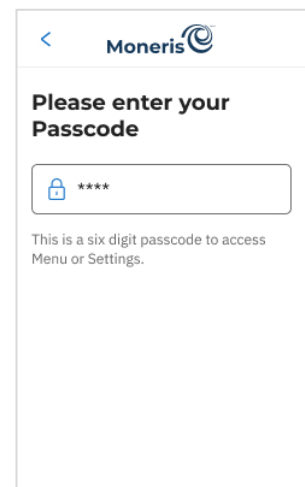 Moneris
Please enter your
Passcode
****
This is a six digit passcode to access
Menu or Settings.